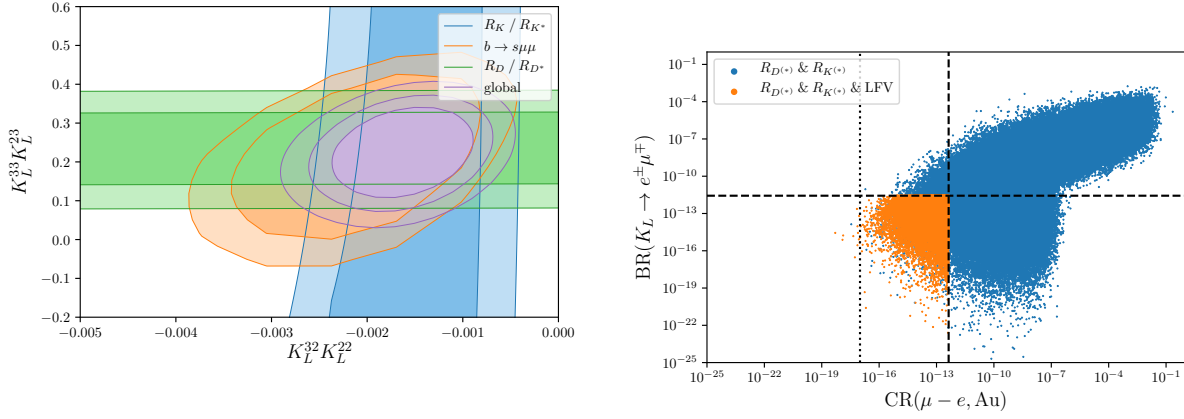 0.6
0.5
0.4
0.3
0.2
0.1
0.0
−0.1
−0.2
K_L^{33}K_L^{23}
R_K / R_{K*}
b → sμμ
R_D / R_{D*}
global
−0.005 −0.004 −0.003 −0.002 −0.001 0.000
K_L^{32}K_L^{22}
10^{-1}
10^{-4}
10^{-7}
10^{-10}
10^{-13}
10^{-16}
10^{-19}
10^{-22}
10^{-25}
BR(K_L → e^±μ^∓)
R_{D^{(*)}} & R_{K^{(*)}}
R_{D^{(*)}} & R_{K^{(*)}} & LFV
10^{-25} 10^{-22} 10^{-19} 10^{-16} 10^{-13} 10^{-10} 10^{-7} 10^{-4} 10^{-1}
CR(μ − e, Au)